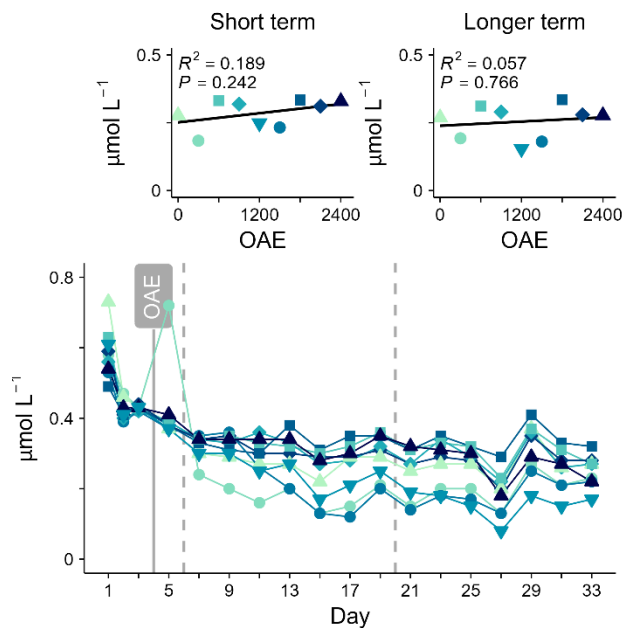 Short term
Longer term
0.5
R² = 0.189
P = 0.242
μmol L⁻¹
0
0 1200 2400
OAE
0.5
R² = 0.057
P = 0.766
μmol L⁻¹
0
0 1200 2400
OAE
0.8
OAE
0.4
μmol L⁻¹
0
1 5 9 13 17 21 25 29 33
Day